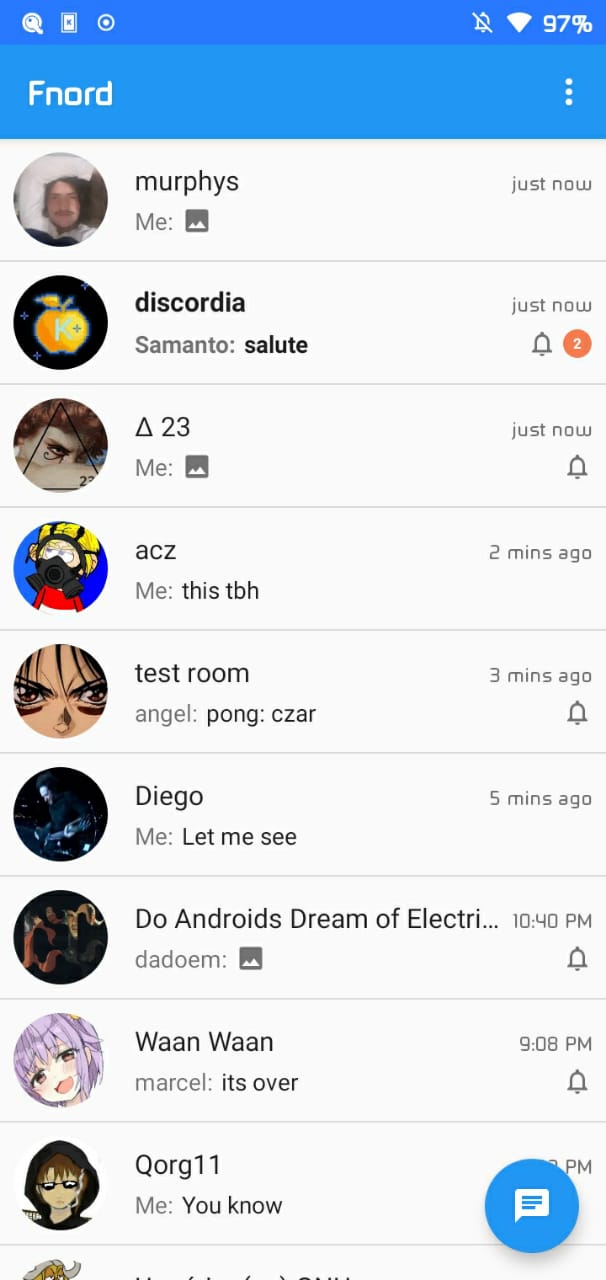 97%
Fnord
murphys
just now
Me:
discordia
just now
Samanto: salute
2
Δ 23
just now
Me:
23
acz
2 mins ago
Me: this tbh
test room
3 mins ago
angel: pong: czar
Diego
5 mins ago
Me: Let me see
Do Androids Dream of Electri...
10:40 PM
dadoem:
Waan Waan
9:08 PM
marcel: its over
Qorg11
PM
Me: You know